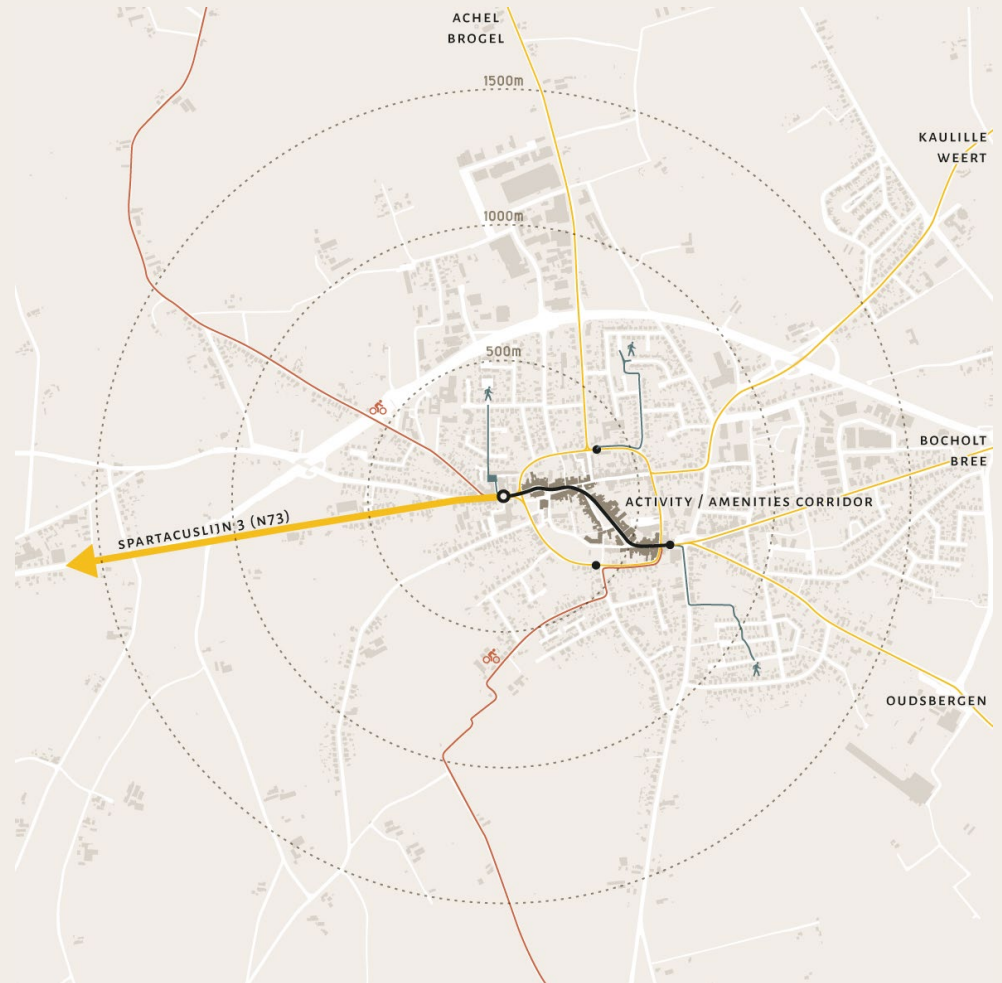 ACHEL
BROGEL
1500m
KAULILLE
WEERT
1000m
500m
BOCHOLT
BREE
ACTIVITY / AMENITIES CORRIDOR
SPARTACUSLIJN 3 (N73)
OUDSBERGEN